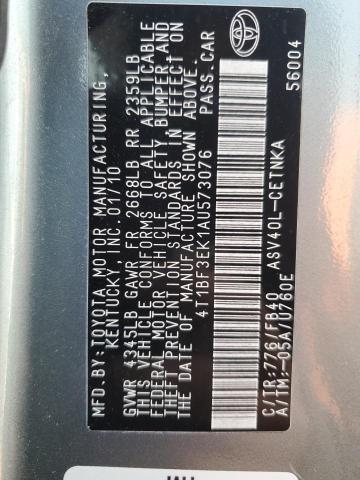 MFD.BY:TOYOTA MOTOR MANUFACTURING,
KENTUCKY, INC. 01/10
GVWR 4345LB GAWR FR 2668LB RR 2359LB
THIS VEHICLE CONFORMS TO ALL APPLICABLE
FEDERAL MOTOR VEHICLE SAFETY, BUMPER, AND
THEFT PREVENTION STANDARDS IN EFFECT ON
THE DATE OF MANUFACTURE SHOWN ABOVE.
4T1BF3EK1AU573076 PASS.CAR
ASV40L-CETNKA
C/TR:776/FB40
A/TM:-05A/U760E 56004